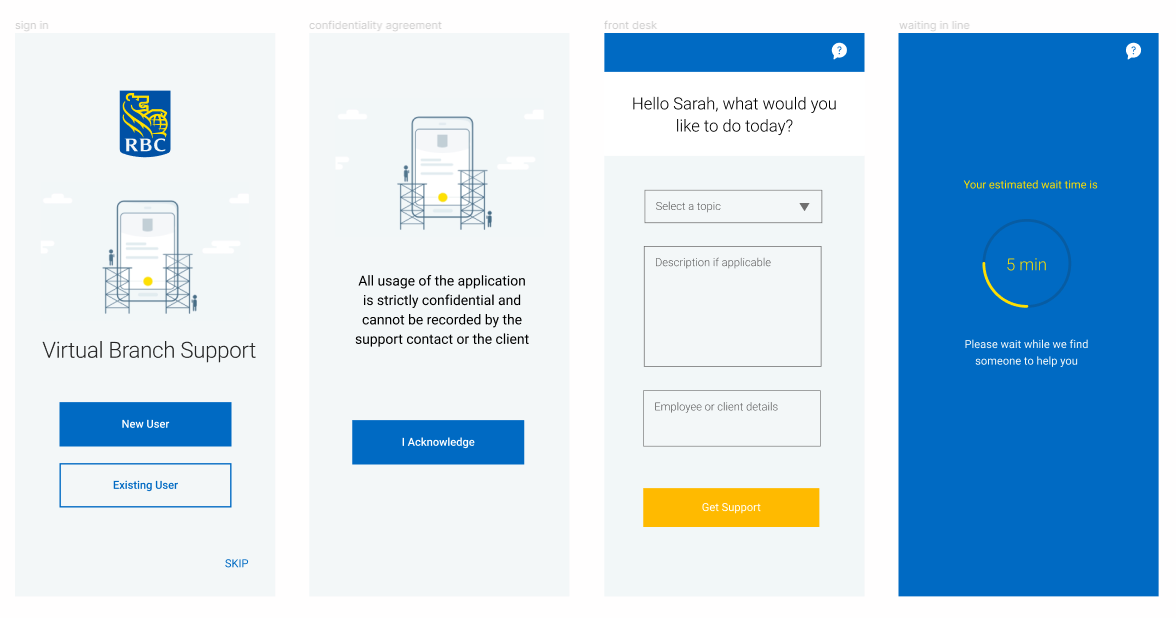 sign in
RBC
Virtual Branch Support
New User
Existing User
SKIP
confidentiality agreement
All usage of the application
is strictly confidential and
cannot be recorded by the
support contact or the client
I Acknowledge
front desk
?
Hello Sarah, what would you
like to do today?
Select a topic
Description if applicable
Employee or client details
Get Support
waiting in line
?
Your estimated wait time is
5 min
Please wait while we find
someone to help you